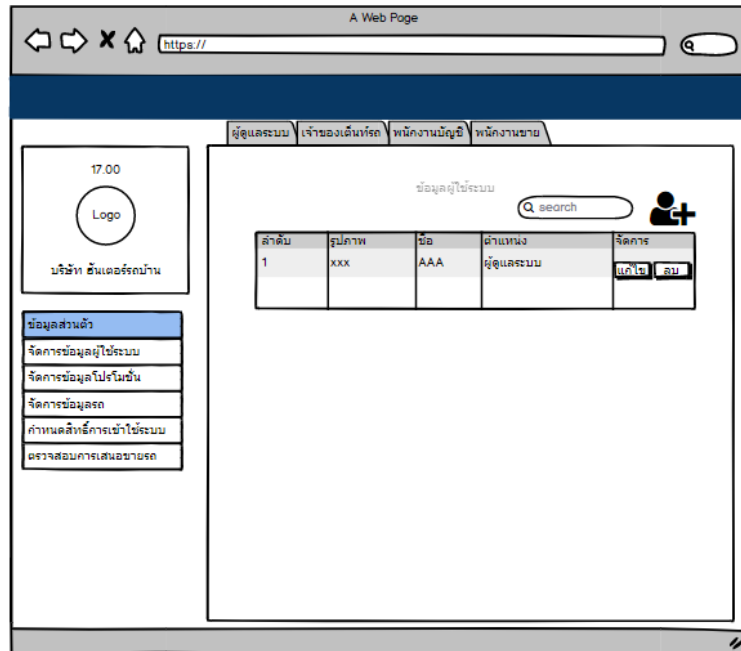 A Web Page
https://
ผู้ดูแลระบบ เจ้าของเต็นท์รถ พนักงานบัญชี พนักงานขาย
17.00
Logo
บริษัท ฮันเตอร์รถบ้าน
ข้อมูลส่วนตัว
จัดการข้อมูลผู้ใช้ระบบ
จัดการข้อมูลโปรโมชั่น
จัดการข้อมูลรถ
กำหนดสิทธิ์การเข้าใช้ระบบ
ตรวจสอบการเสนอขายรถ
ข้อมูลผู้ใช้ระบบ
search
ลำดับ รูปภาพ ชื่อ ตำแหน่ง จัดการ
1 xxx AAA ผู้ดูแลระบบ แก้ไข ลบ